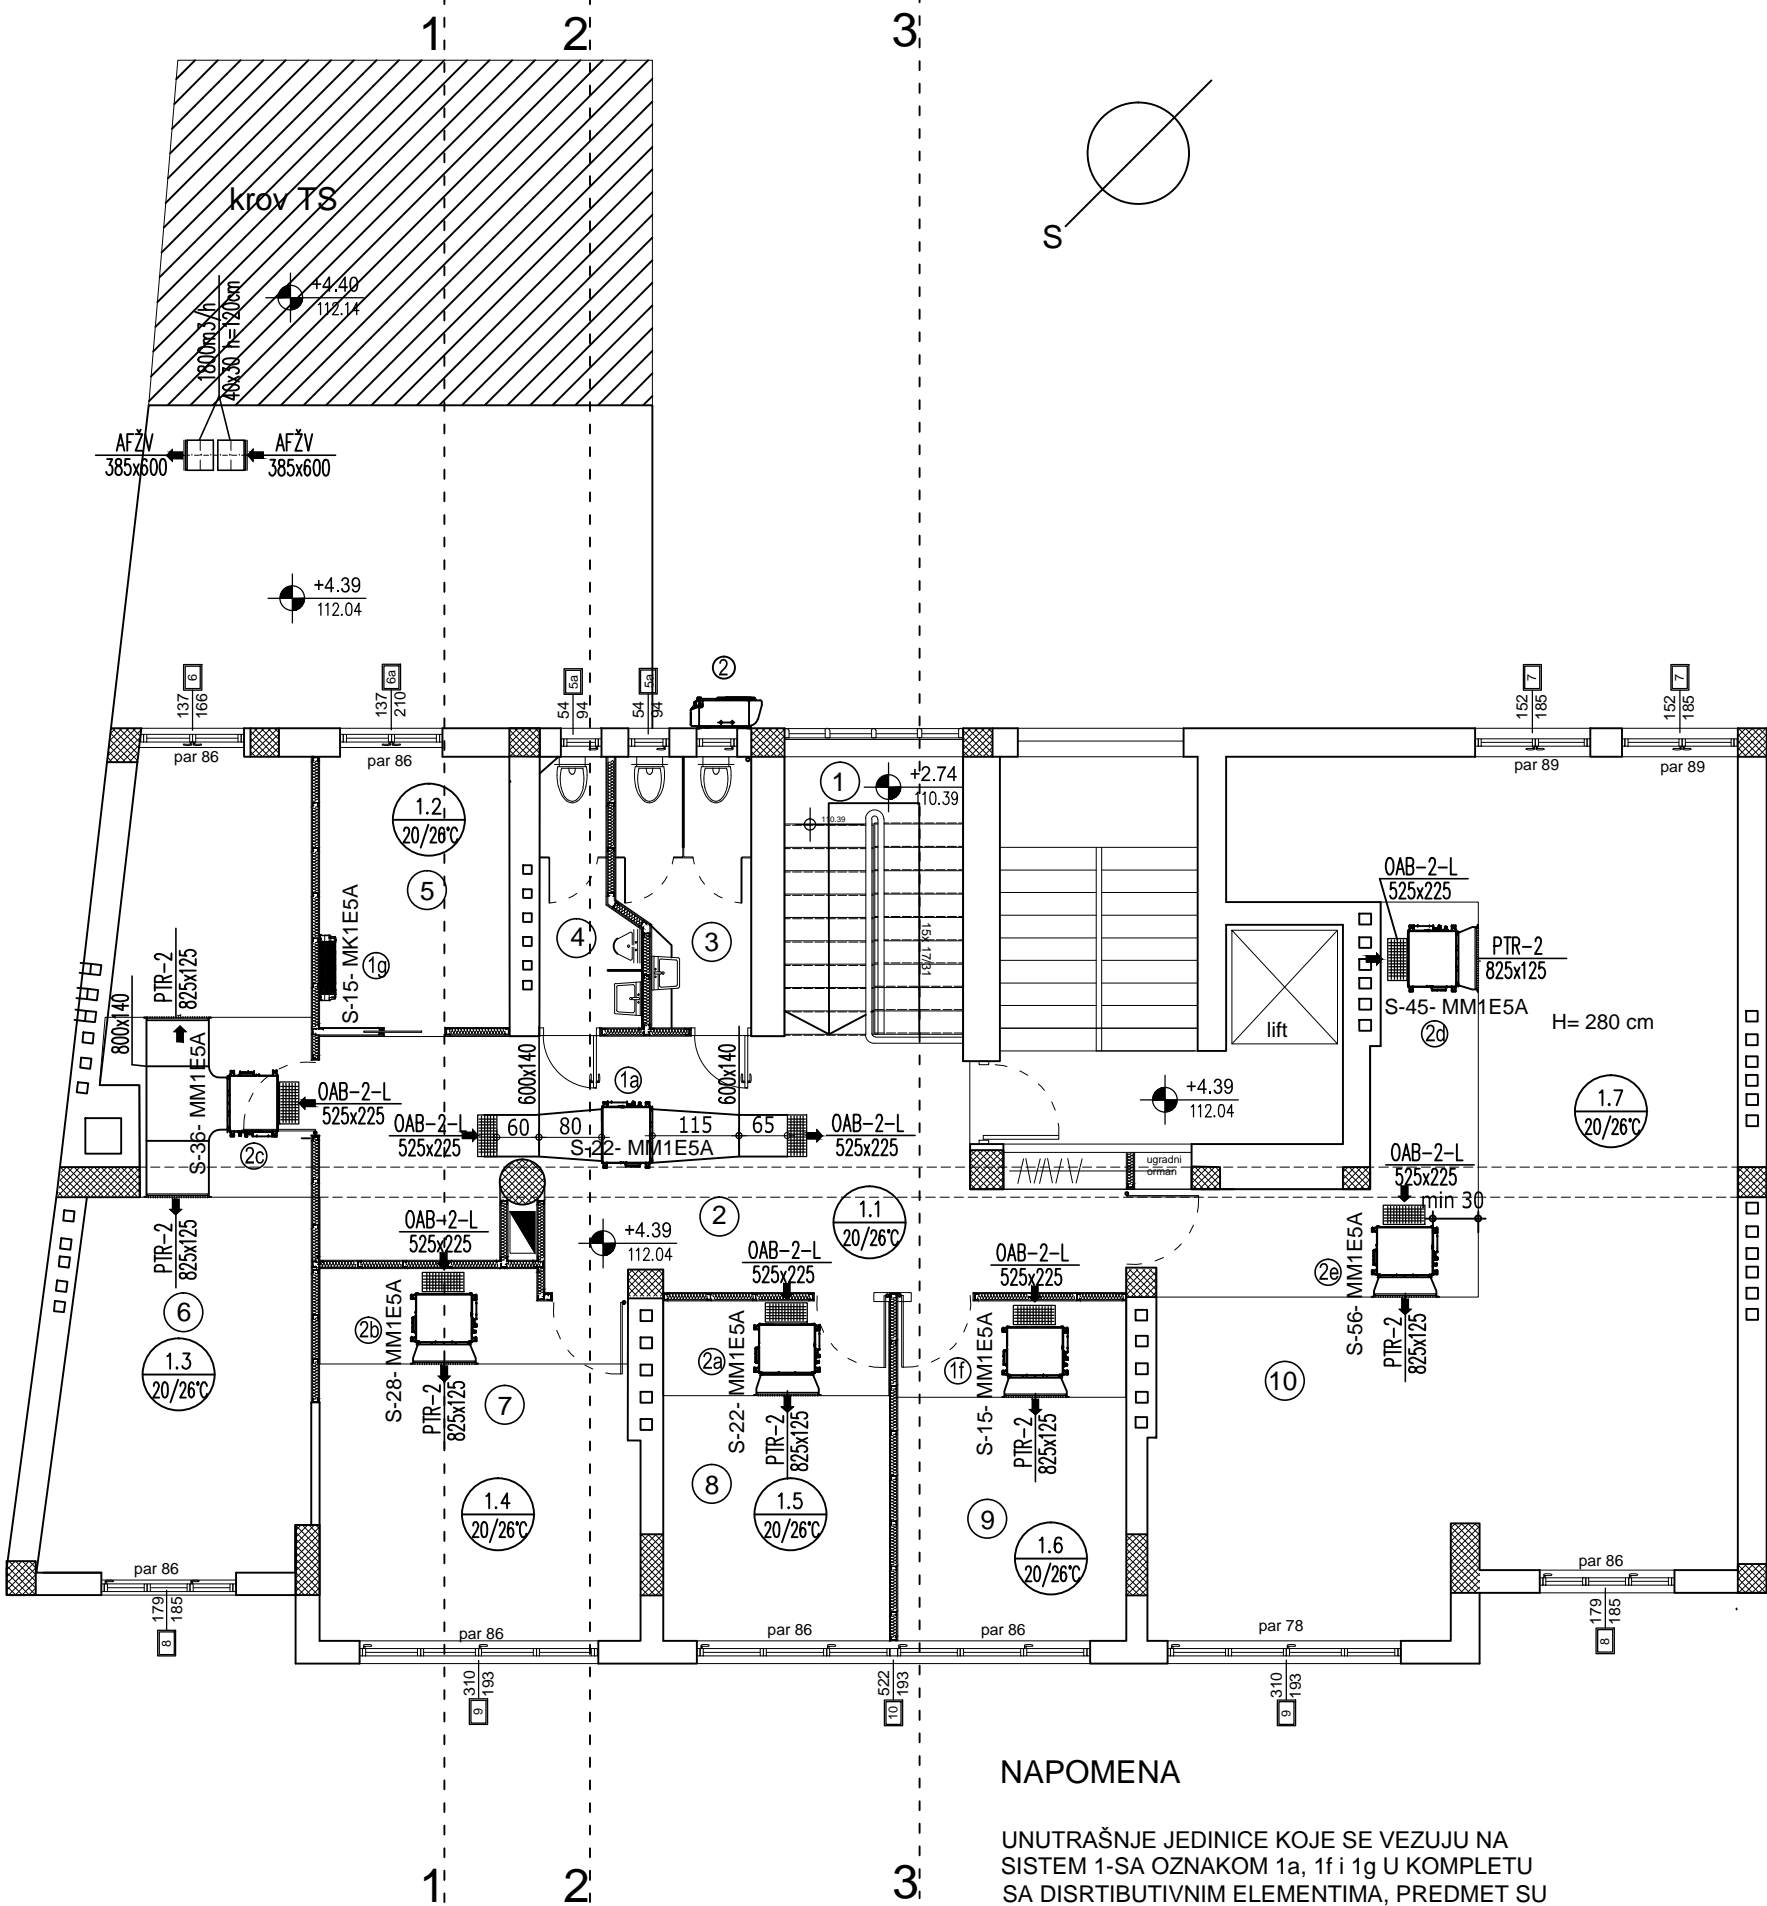 1
2
3
krov TS
S
+4.40
112.14
1800m3/h
40x30 h=120cm
AFŽV
385x600
AFŽV
385x600
+4.39
112.04
6
137
166
6a
137
210
5a
54
94
5a
54
94
2
7
152
185
7
152
185
par 86
par 86
par 89
par 89
1
+2.74
110.39
110.39
1.2
20/26°C
5
S-15- MK1E5A
1g
4
3
15x 17/31
OAB-2-L
525x225
PTR-2
825x125
S-45- MM1E5A
2d
H= 280 cm
lift
PTR-2
825x125
800x140
S-36- MM1E5A
OAB-2-L
525x225
2c
600x140
1a
600x140
OAB-2-L
525x225
60
80
115
65
S-22- MM1E5A
OAB-2-L
525x225
+4.39
112.04
1.7
20/26°C
ugradni
orman
OAB-2-L
525x225
min 30
PTR-2
825x125
OAB-2-L
525x225
+4.39
112.04
2
1.1
20/26°C
OAB-2-L
525x225
OAB-2-L
525x225
6
1.3
20/26°C
2b
S-28- MM1E5A
PTR-2
825x125
7
2a
S-22- MM1E5A
PTR-2
825x125
1f
S-15- MM1E5A
PTR-2
825x125
2e
S-56- MM1E5A
PTR-2
825x125
10
1.4
20/26°C
8
1.5
20/26°C
9
1.6
20/26°C
par 86
par 86
par 86
par 86
par 78
par 86
179
185
8
310
193
9
522
193
10
310
193
9
179
185
8
NAPOMENA
UNUTRAŠNJE JEDINICE KOJE SE VEZUJU NA
SISTEM 1-SA OZNAKOM 1a, 1f i 1g U KOMPLETU
SA DISRTIBUTIVNIM ELEMENTIMA, PREDMET SU
1
2
3